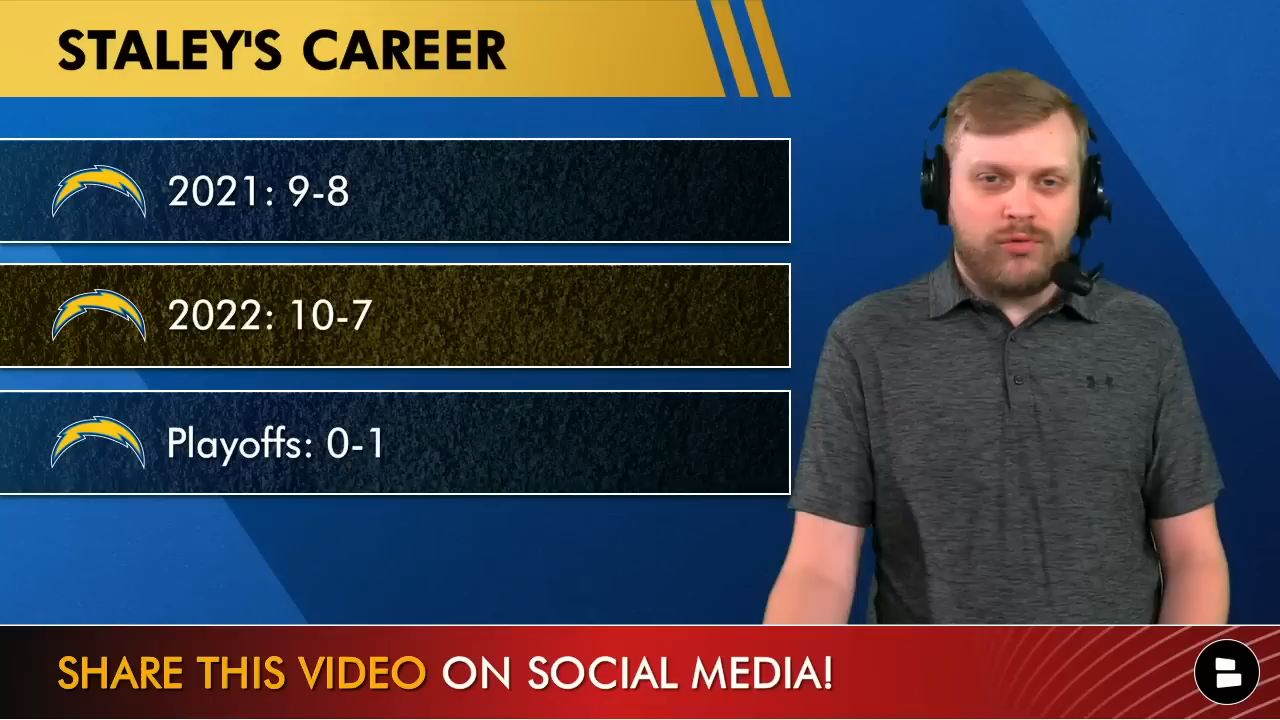 STALEY'S CAREER
2021: 9-8
2022: 10-7
Playoffs: 0-1
SHARE THIS VIDEO ON SOCIAL MEDIA!